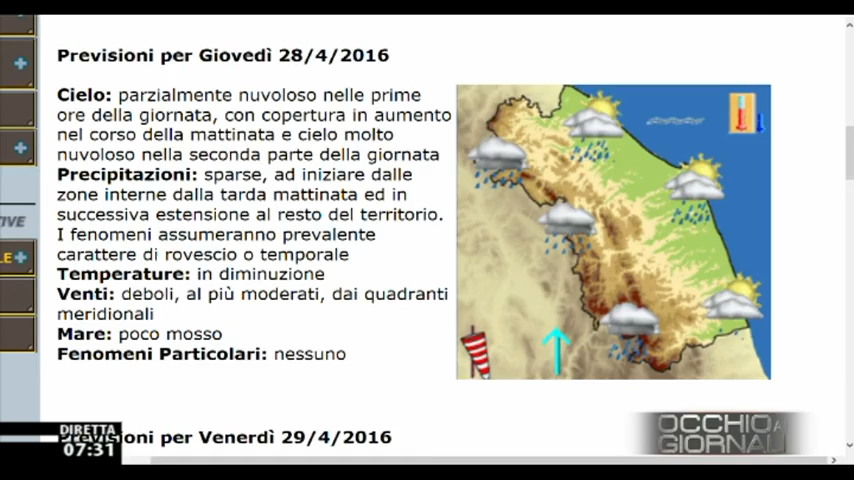 Previsioni per Giovedì 28/4/2016
Cielo: parzialmente nuvoloso nelle prime
ore della giornata, con copertura in aumento
nel corso della mattinata e cielo molto
nuvoloso nella seconda parte della giornata
Precipitazioni: sparse, ad iniziare dalle
zone interne dalla tarda mattinata ed in
successiva estensione al resto del territorio.
I fenomeni assumeranno prevalente
carattere di rovescio o temporale
Temperature: in diminuzione
Venti: deboli, al più moderati, dai quadranti
meridionali
Mare: poco mosso
Fenomeni Particolari: nessuno
Previsioni per Venerdì 29/4/2016
DIRETTA
07:31
OCCHIO AI
GIORNALI